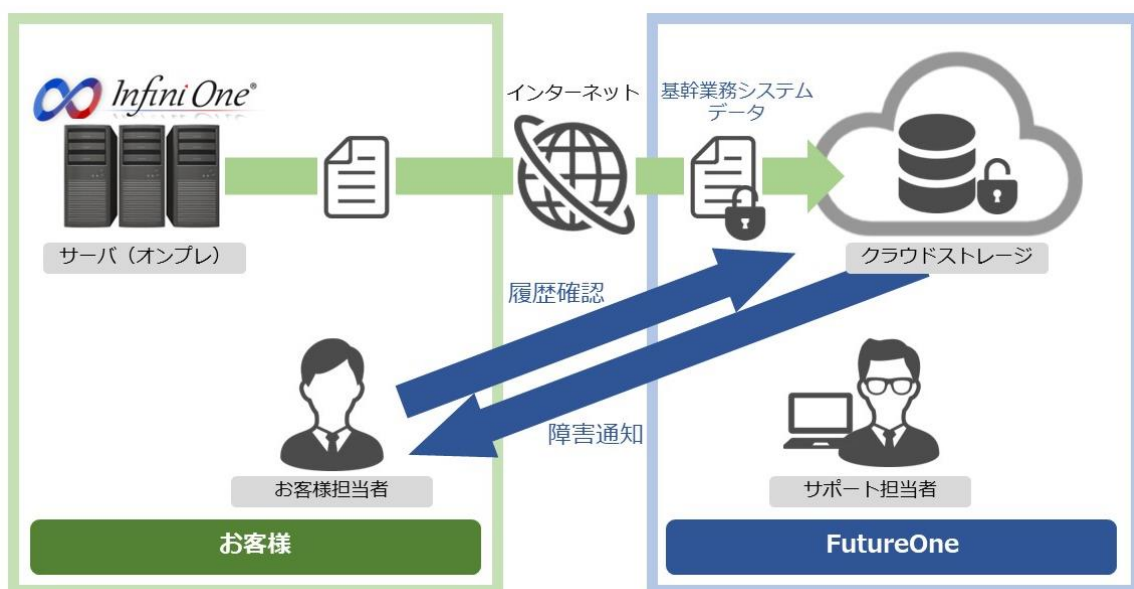 Infini One®
インターネット
基幹業務システム
データ
サーバ（オンプレ）
クラウドストレージ
履歴確認
障害通知
お客様担当者
サポート担当者
お客様
FutureOne